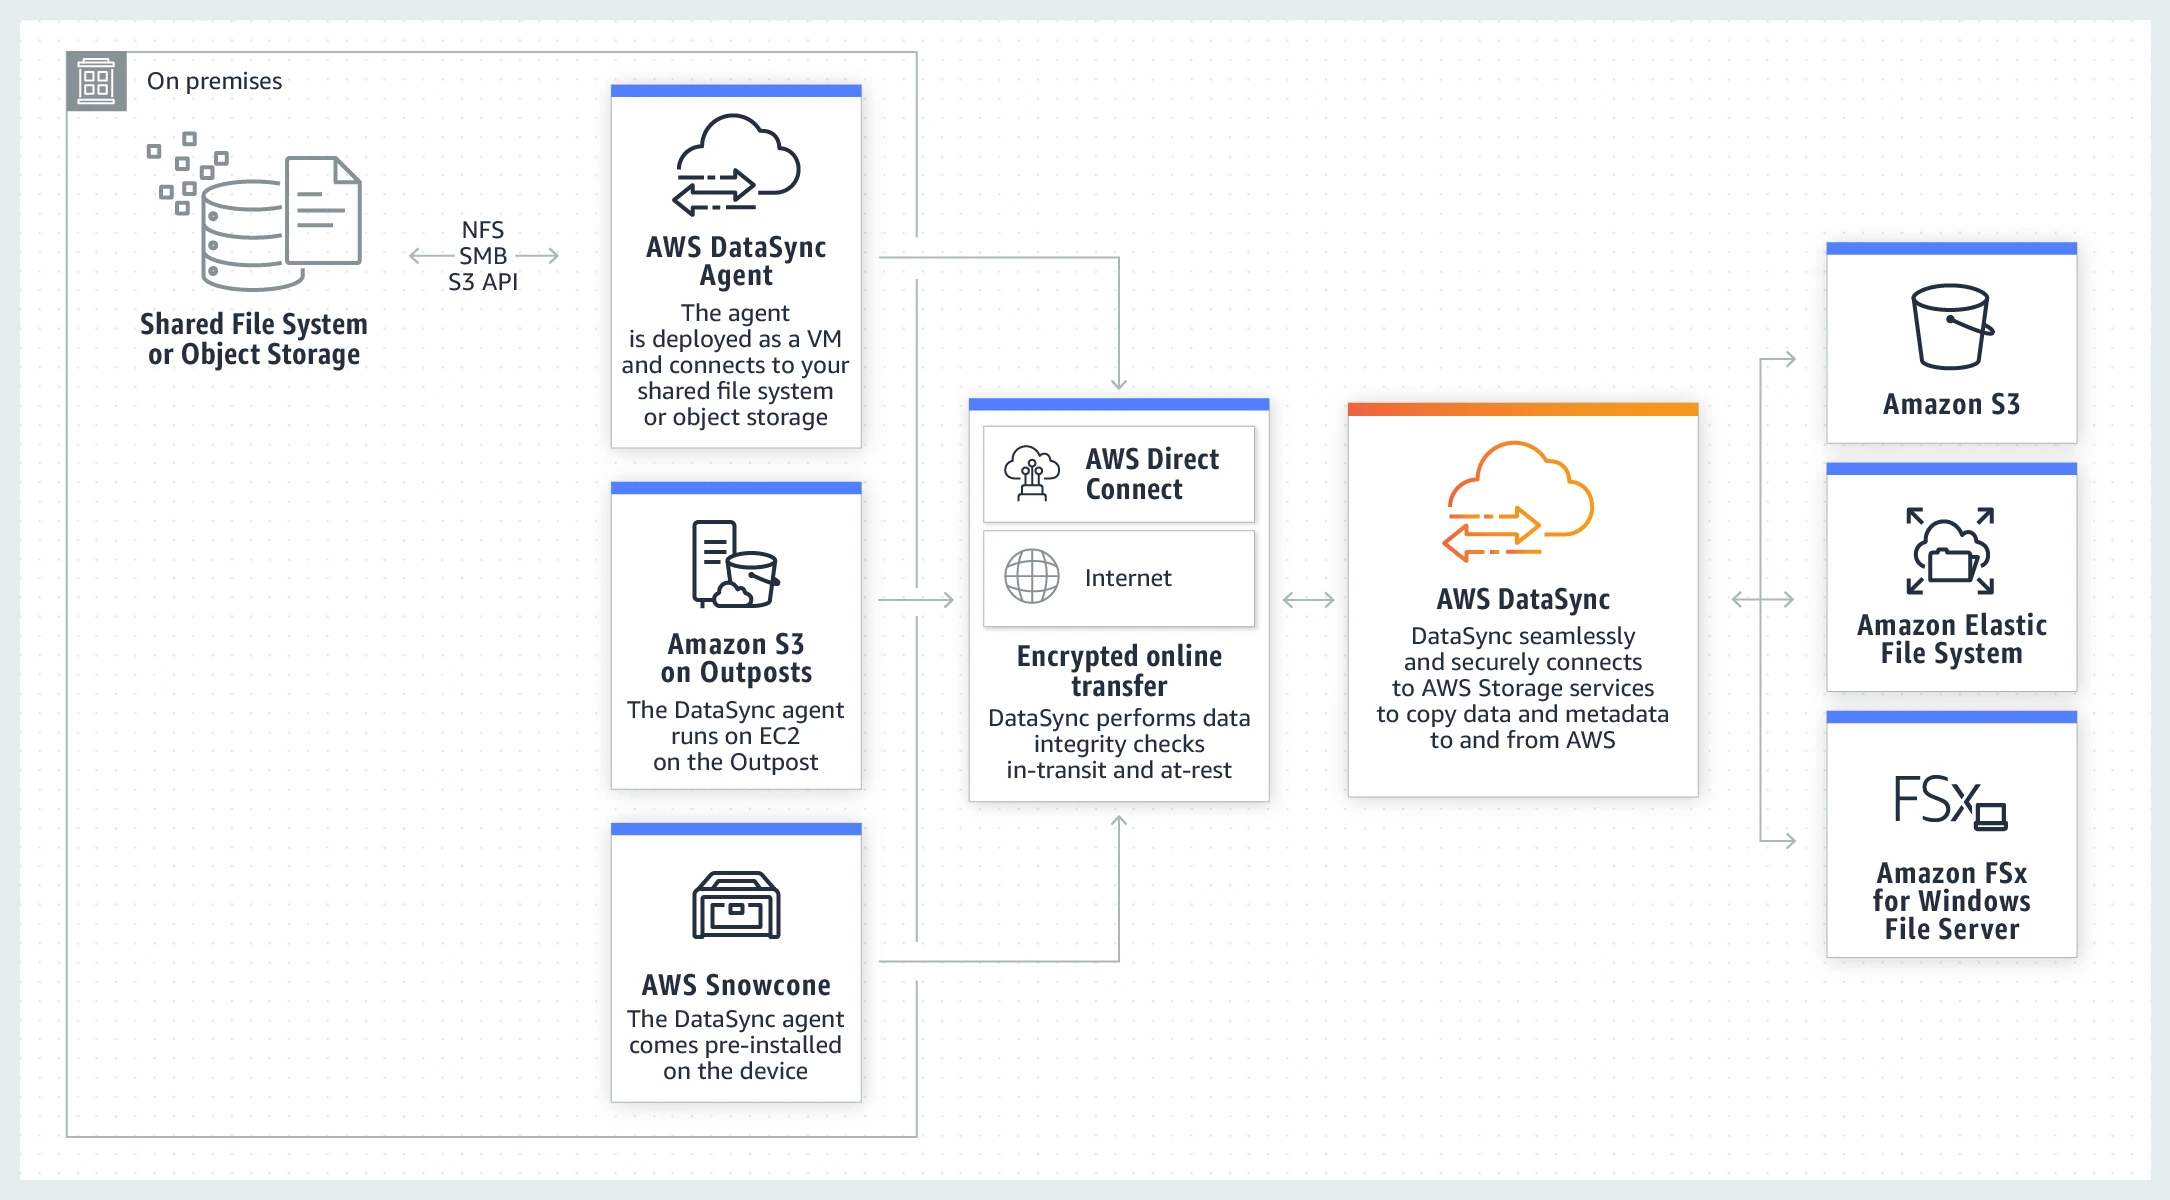 On premises
Shared File System
or Object Storage
NFS
SMB
S3 API
AWS DataSync
Agent
The agent
is deployed as a VM
and connects to your
shared file system
or object storage
Amazon S3
on Outposts
The DataSync agent
runs on EC2
on the Outpost
AWS Snowcone
The DataSync agent
comes pre-installed
on the device
AWS Direct
Connect
Internet
Encrypted online
transfer
DataSync performs data
integrity checks
in-transit and at-rest
AWS DataSync
DataSync seamlessly
and securely connects
to AWS Storage services
to copy data and metadata
to and from AWS
Amazon S3
Amazon Elastic
File System
FSx
Amazon FSx
for Windows
File Server